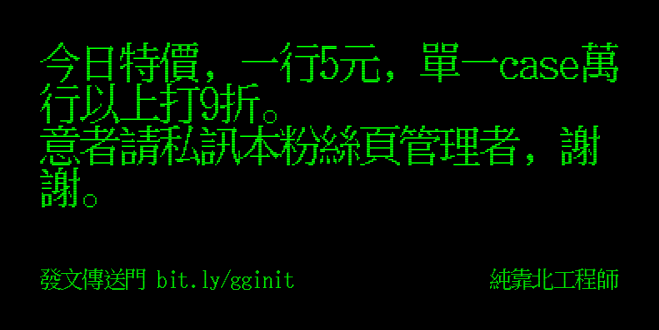 今日特價，一行5元，單一case萬
行以上打9折。
意者請私訊本粉絲頁管理者，謝
謝。
發文傳送門 bit.ly/gginit
純靠北工程師